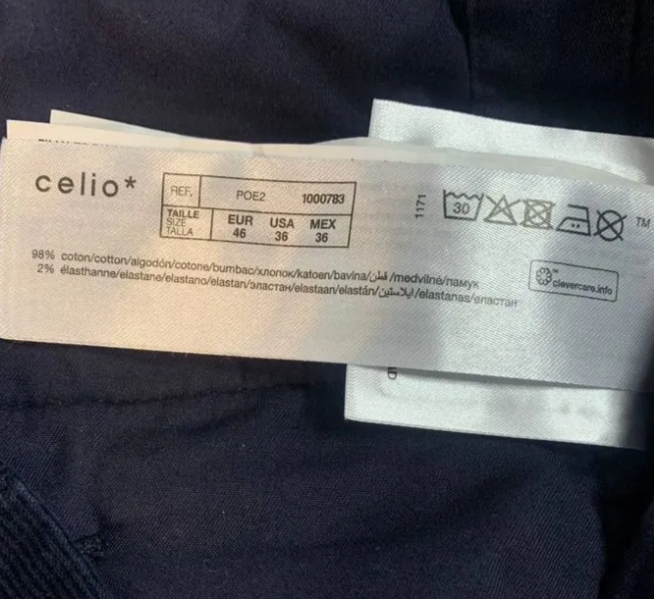 celio*
REF. POE2 1000783
TAILLE
SIZE
TALLA
EUR USA MEX
46 36 36
1171
30
TM
98% coton/cotton/algodón/cotone/bumbac/хлопок/katoen/bavlna/قطن/medvilnė/памук
2% élasthanne/elastane/elastano/elastan/эластан/elastaan/elastán/إيلاستين/elastanas/еластан
clevercare.info